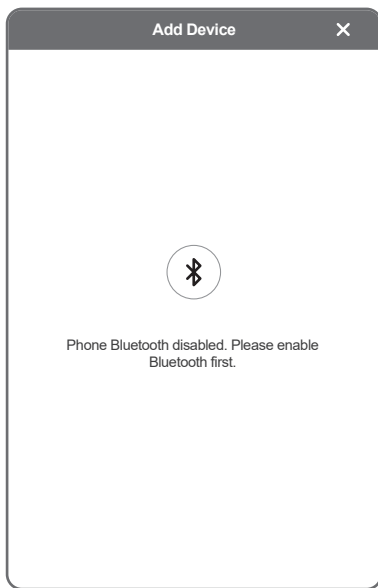 Add Device
Phone Bluetooth disabled. Please enable
Bluetooth first.